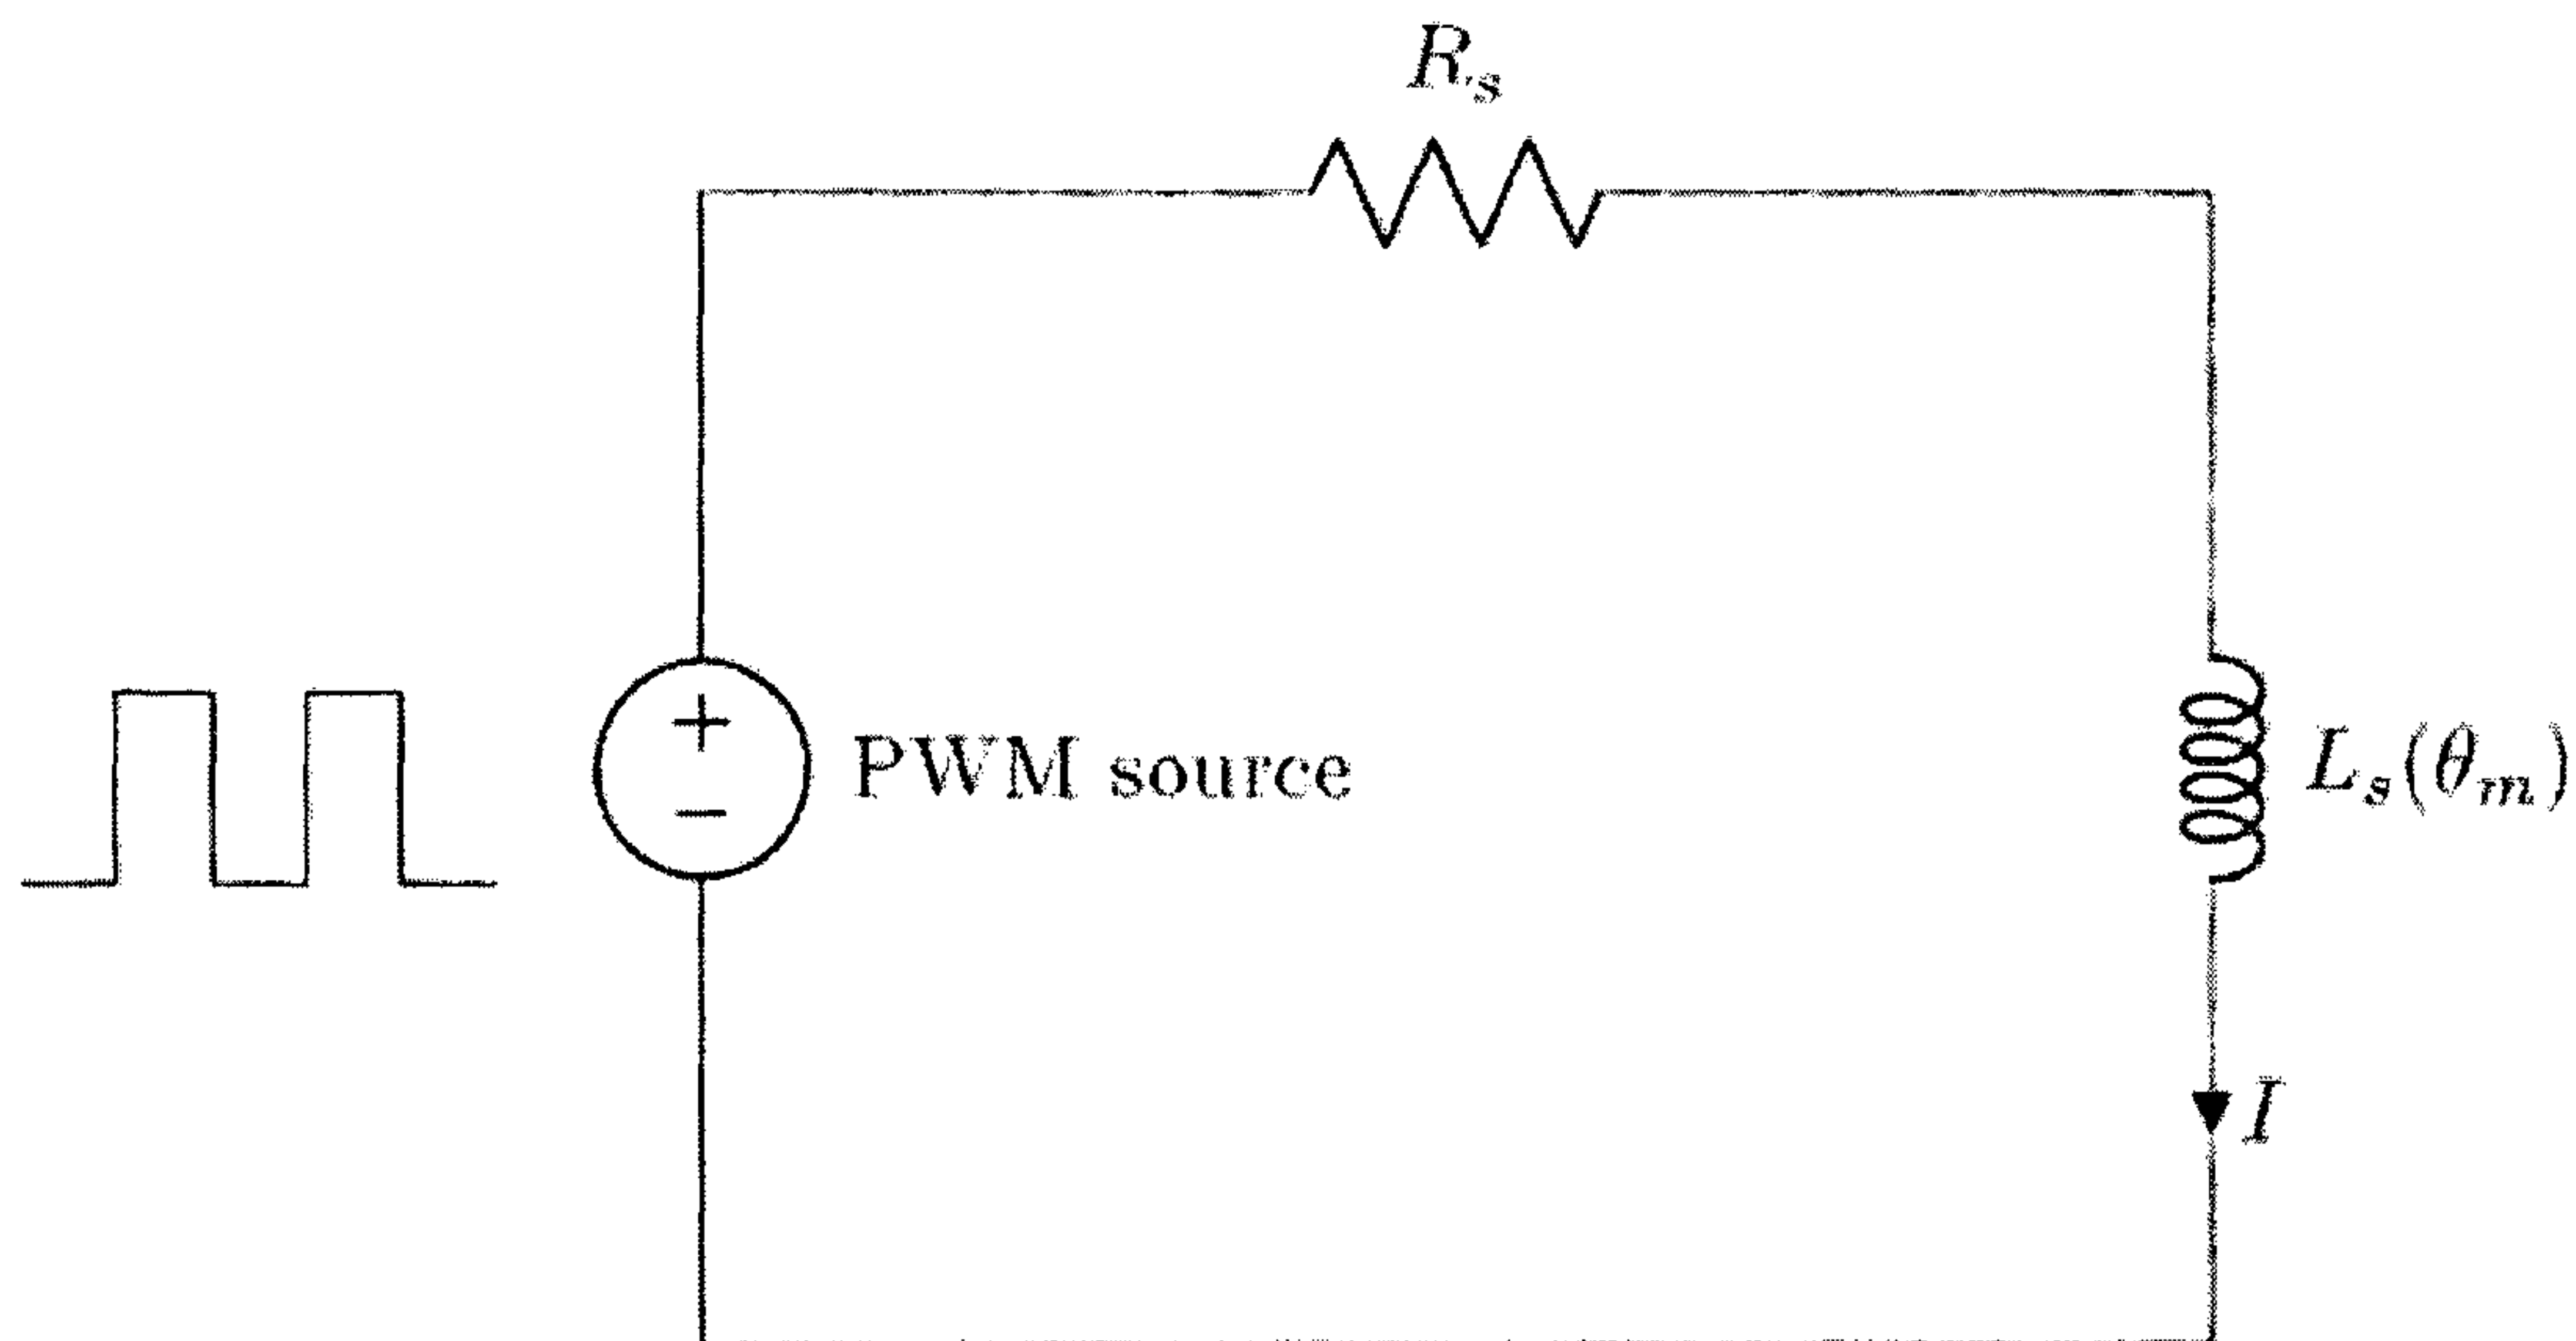 R_s
+
−
PWM source
L_s(θ_m)
I